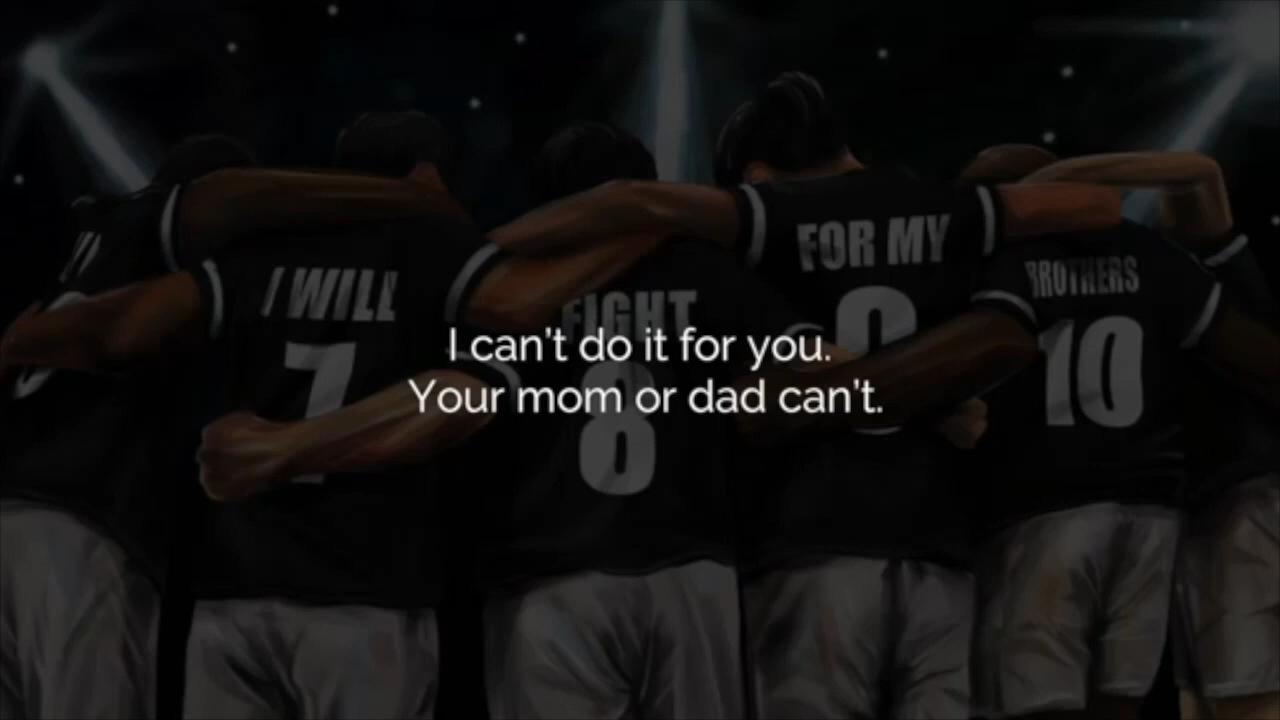 I WILL
7
FIGHT
8
FOR MY
BROTHERS
10
I can't do it for you.
Your mom or dad can't.